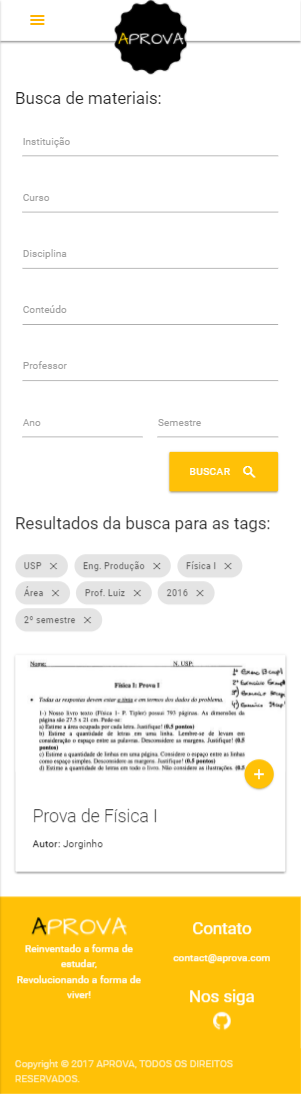 APROVA
Busca de materiais:
Instituição
Curso
Disciplina
Conteúdo
Professor
Ano Semestre
BUSCAR
Resultados da busca para as tags:
USP Eng. Produção Física I
Área Prof. Luiz 2016
2º semestre
Nome: N. USP:
Física I: Prova I
Todas as respostas devem estar a tinta e em termos dos dados do problema.
1-) Nosso livro texto (Física 1- P. Tipler) possui 793 páginas. As dimensões da
página são 27,5 x 21 cm. Pede-se:
a) Estime a área ocupada por cada letra. Justifique! (0.5 pontos)
b) Estime a quantidade de letras em uma linha. Lembre-se de levam em
consideração o espaço entre as palavras. Desconsidere as margens. Justifique! (0.5
pontos)
c) Estime a quantidade de linhas em uma página. Considere o espaço entre as linhas
como espaço simples. Desconsidere as margens. Justifique! (0.5 pontos)
d) Estime a quantidade de letras em todo o livro. Não considere as ilustrações. (0.5
Prova de Física I
Autor: Jorginho
APROVA
Reinventado a forma de
estudar,
Revolucionando a forma de
viver!
Contato
contact@aprova.com
Nos siga
Copyright © 2017 APROVA, TODOS OS DIREITOS
RESERVADOS.